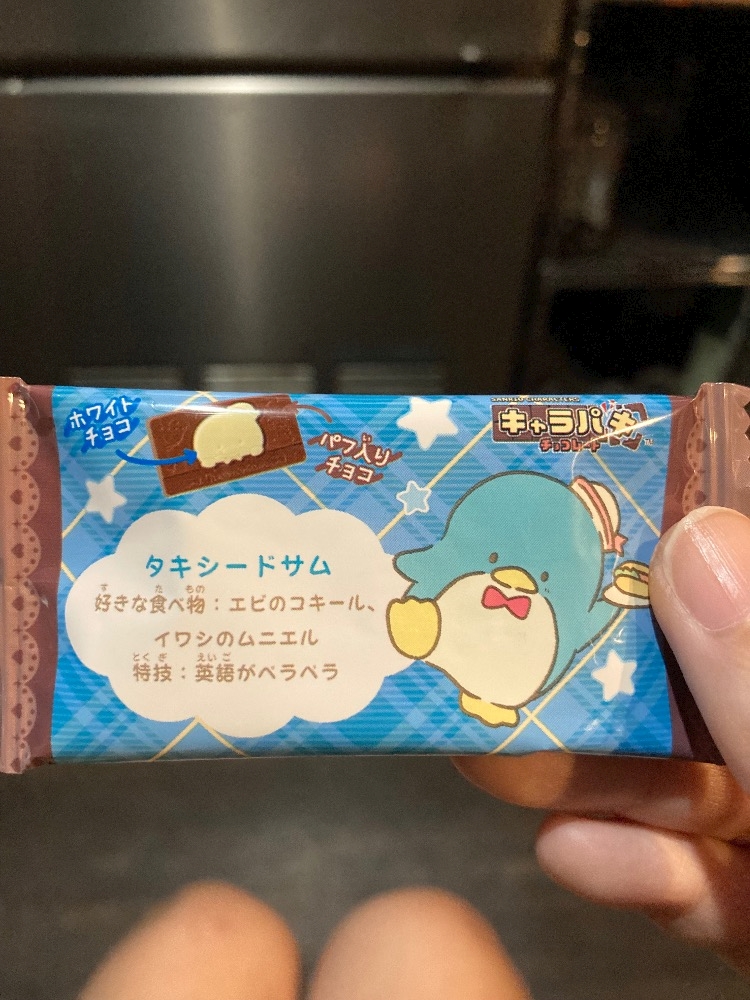 ホワイト
チョコ
パフ入り
チョコ
SANRIO CHARACTERS
キャラパキ
チョコレート
TM
タキシードサム
好きな食べ物：エビのコキール、
イワシのムニエル
特技：英語がペラペラ